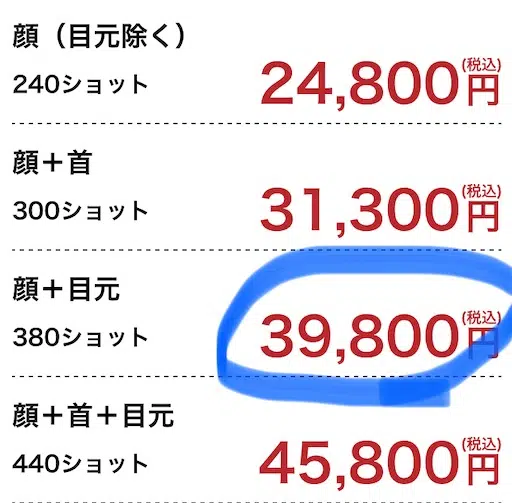 顔（目元除く）
240ショット
24,800円(税込)
顔＋首
300ショット
31,300円(税込)
顔＋目元
380ショット
39,800円(税込)
顔＋首＋目元
440ショット
45,800円(税込)